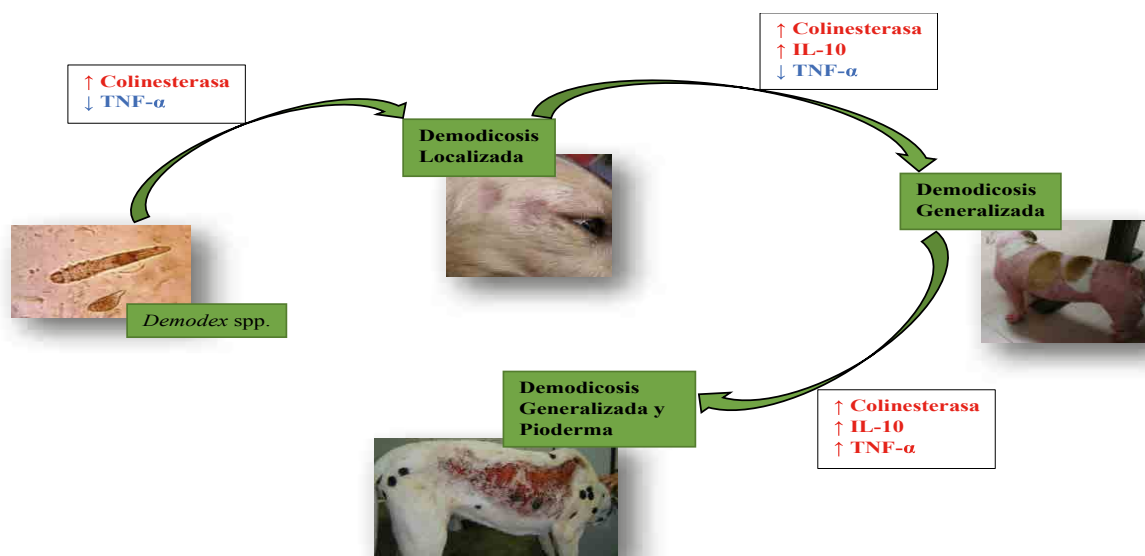 ↑ Colinesterasa
↓ TNF-α
↑ Colinesterasa
↑ IL-10
↓ TNF-α
Demodicosis
Localizada
Demodicosis
Generalizada
Demodex spp.
Demodicosis
Generalizada y
Pioderma
↑ Colinesterasa
↑ IL-10
↑ TNF-α